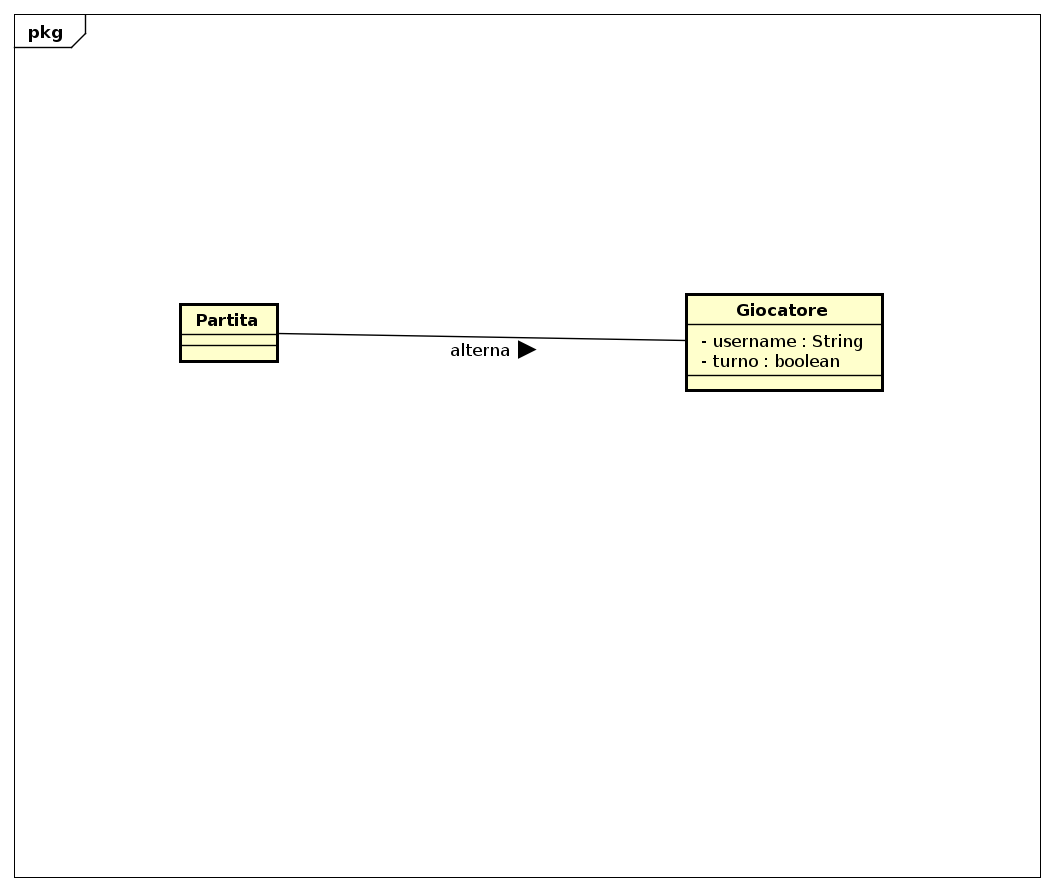 pkg
Partita
alterna
Giocatore
- username : String
- turno : boolean